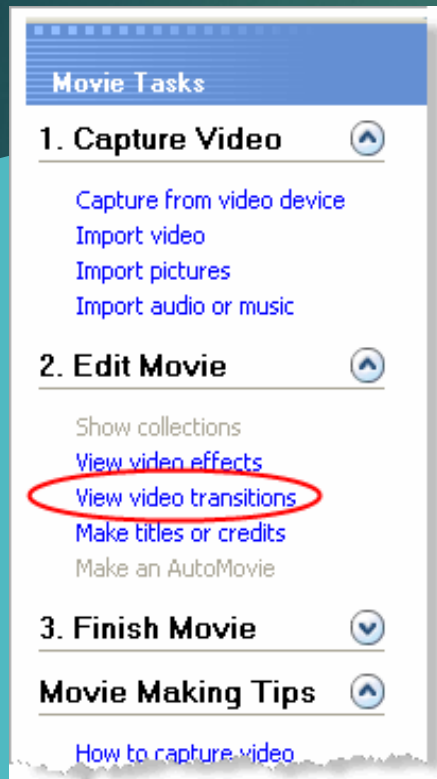 Movie Tasks
1. Capture Video
Capture from video device
Import video
Import pictures
Import audio or music
2. Edit Movie
Show collections
View video effects
View video transitions
Make titles or credits
Make an AutoMovie
3. Finish Movie
Movie Making Tips
How to capture video